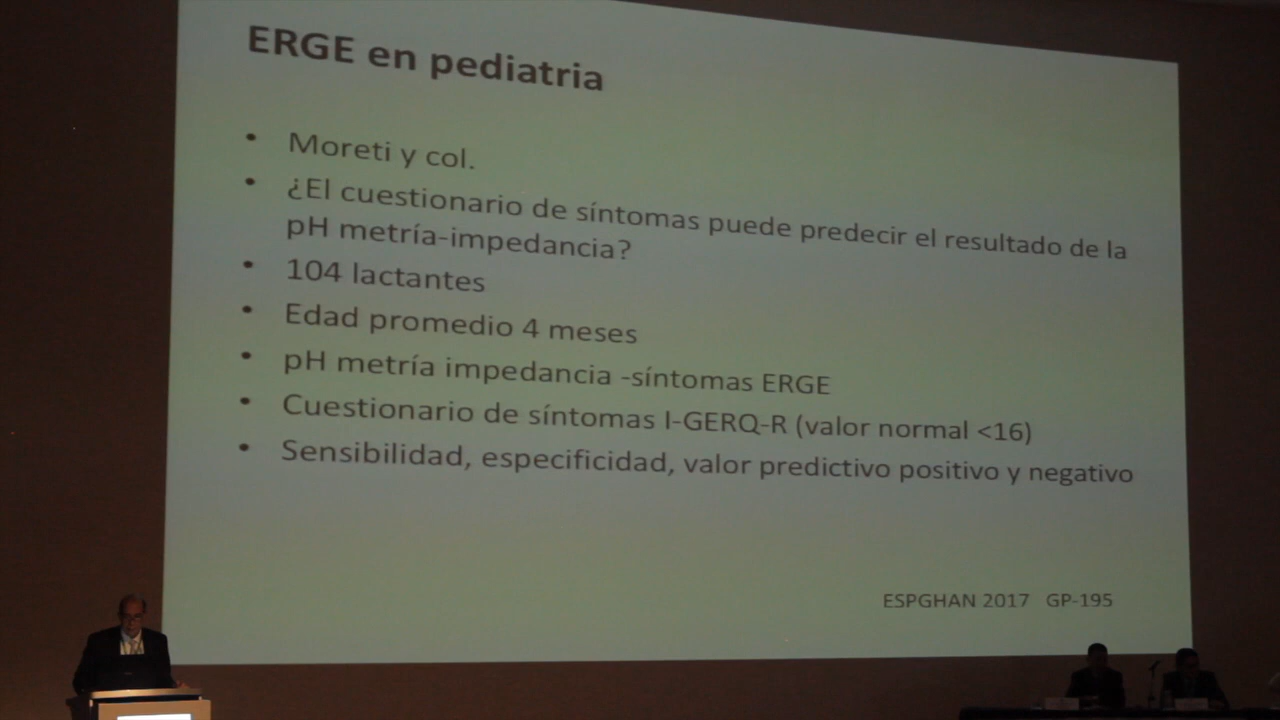 ERGE en pediatria
• Moreti y col.
• ¿El cuestionario de síntomas puede predecir el resultado de la
pH metría-impedancia?
• 104 lactantes
• Edad promedio 4 meses
• pH metría impedancia -síntomas ERGE
• Cuestionario de síntomas I-GERQ-R (valor normal <16)
• Sensibilidad, especificidad, valor predictivo positivo y negativo
ESPGHAN 2017 GP-195